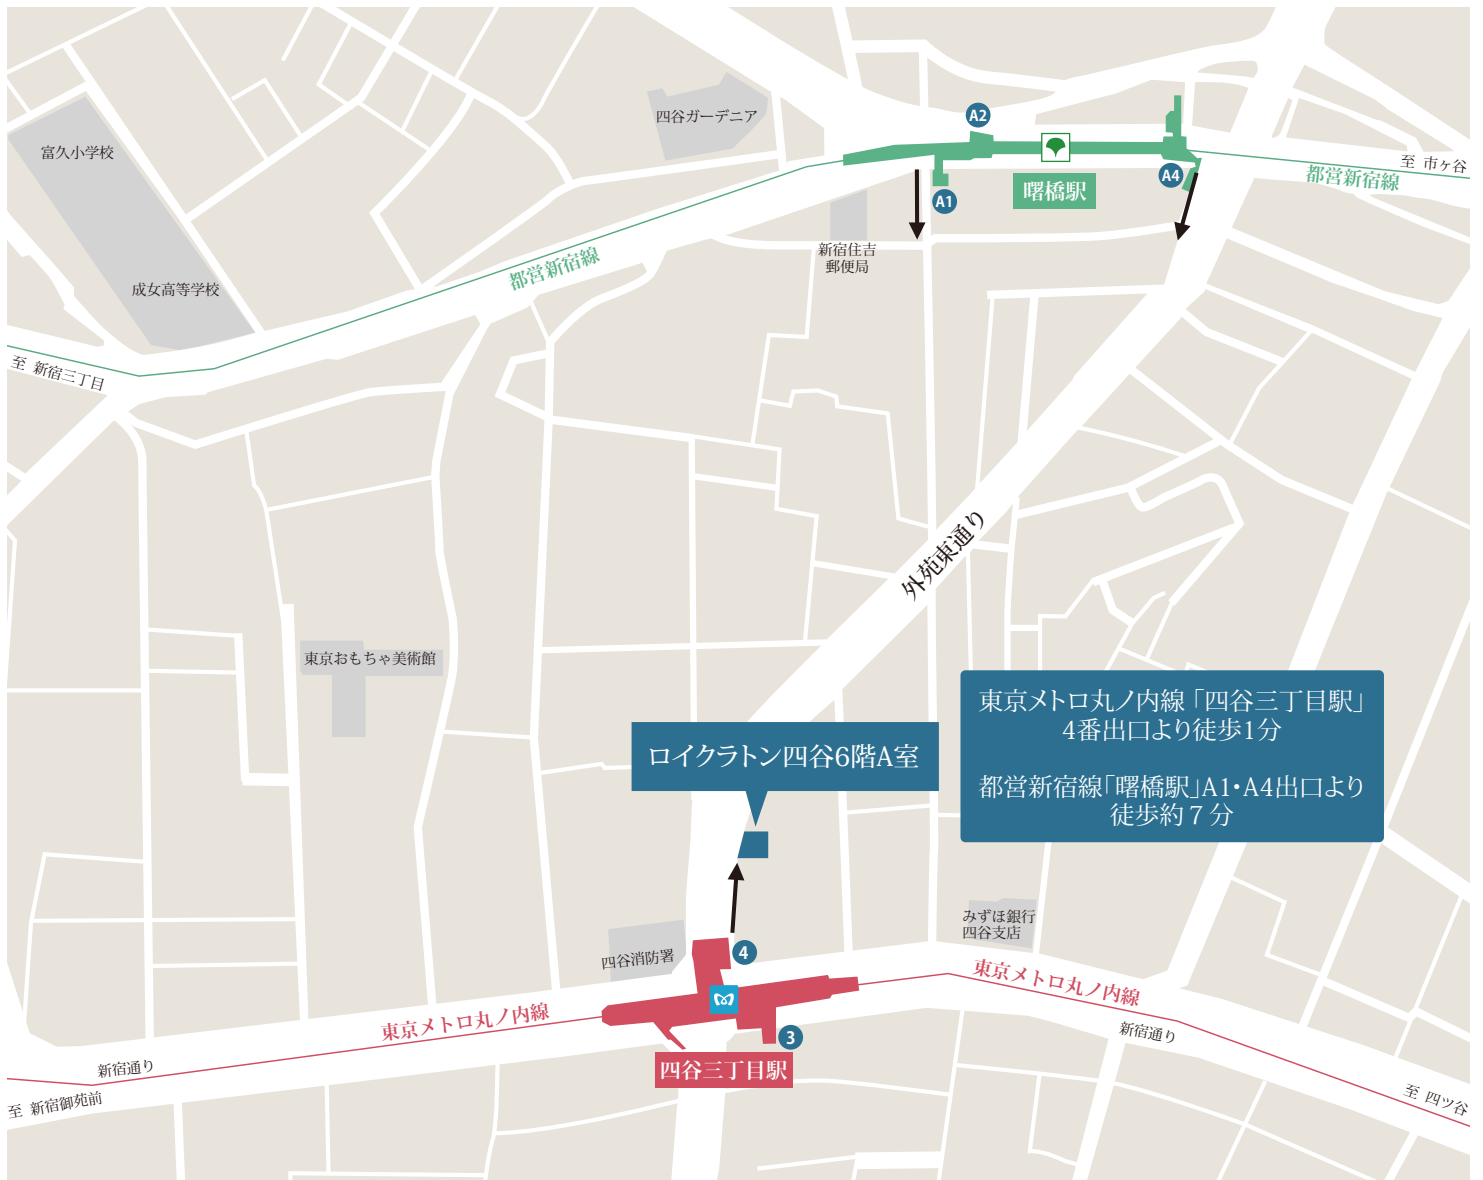 四谷ガーデニア
A2
富久小学校
至 市ヶ谷
都営新宿線
A4
曙橋駅
A1
新宿住吉
郵便局
都営新宿線
成女高等学校
至 新宿三丁目
外苑東通り
東京おもちゃ美術館
東京メトロ丸ノ内線「四谷三丁目駅」
4番出口より徒歩1分
都営新宿線「曙橋駅」A1・A4出口より
徒歩約７分
ロイクラトン四谷6階A室
みずほ銀行
四谷支店
四谷消防署
4
東京メトロ丸ノ内線
東京メトロ丸ノ内線
3
新宿通り
新宿通り
四谷三丁目駅
至 新宿御苑前
至 四ツ谷